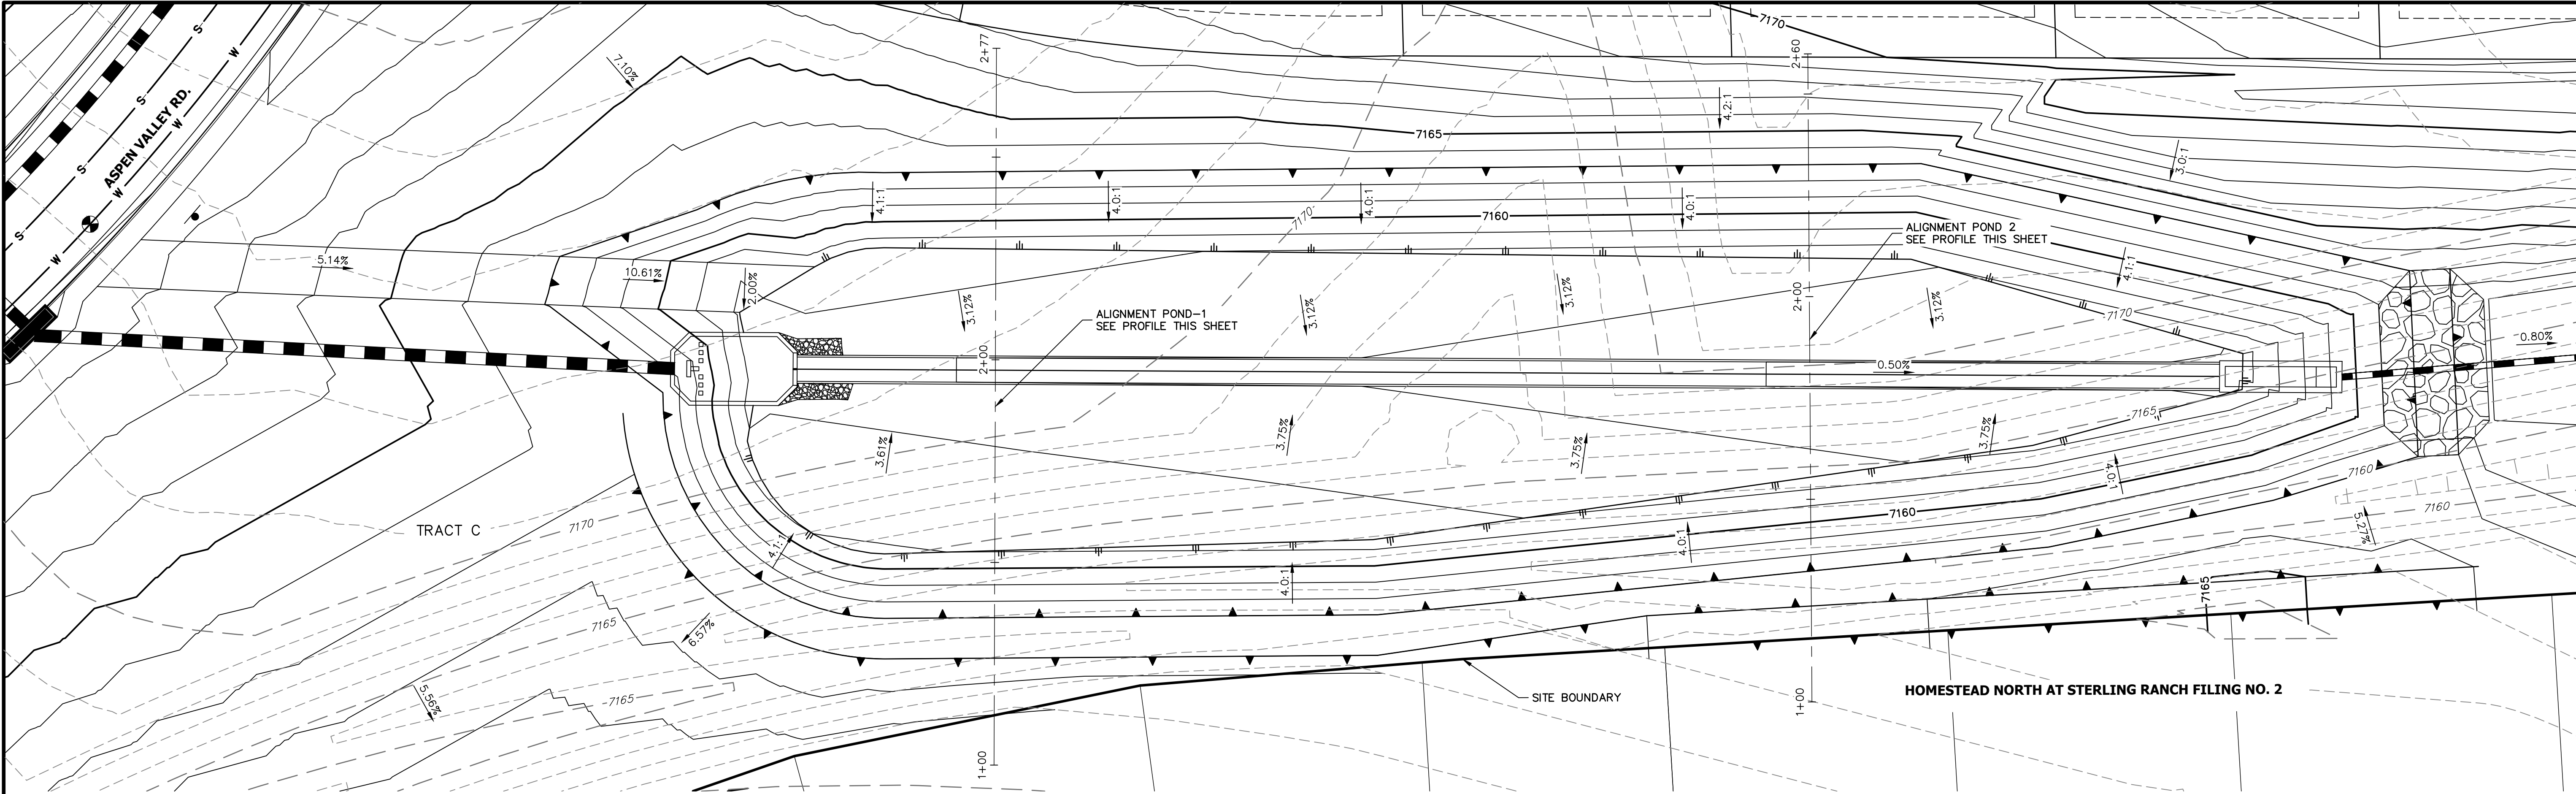 7170
2+77
2+60
7.10%
S
W
ASPEN VALLEY RD.
S
W
S
W
S
W
4.2:1
7165
3.0:1
4.1:1
4.0:1
4.0:1
4.0:1
7170
7160
ALIGNMENT POND 2
SEE PROFILE THIS SHEET
5.14%
10.61%
2.00%
4.1:1
3.12%
3.12%
3.12%
3.12%
2+00
7170
ALIGNMENT POND-1
SEE PROFILE THIS SHEET
2+00
0.50%
0.80%
7165
3.61%
3.75%
3.75%
3.75%
4.0:1
7160
7160
7160
TRACT C
7170
4.1:1
4.0:1
4.0:1
5.27%
7165
7165
6.57%
5.56%
7165
SITE BOUNDARY
1+00
HOMESTEAD NORTH AT STERLING RANCH FILING NO. 2
1+00